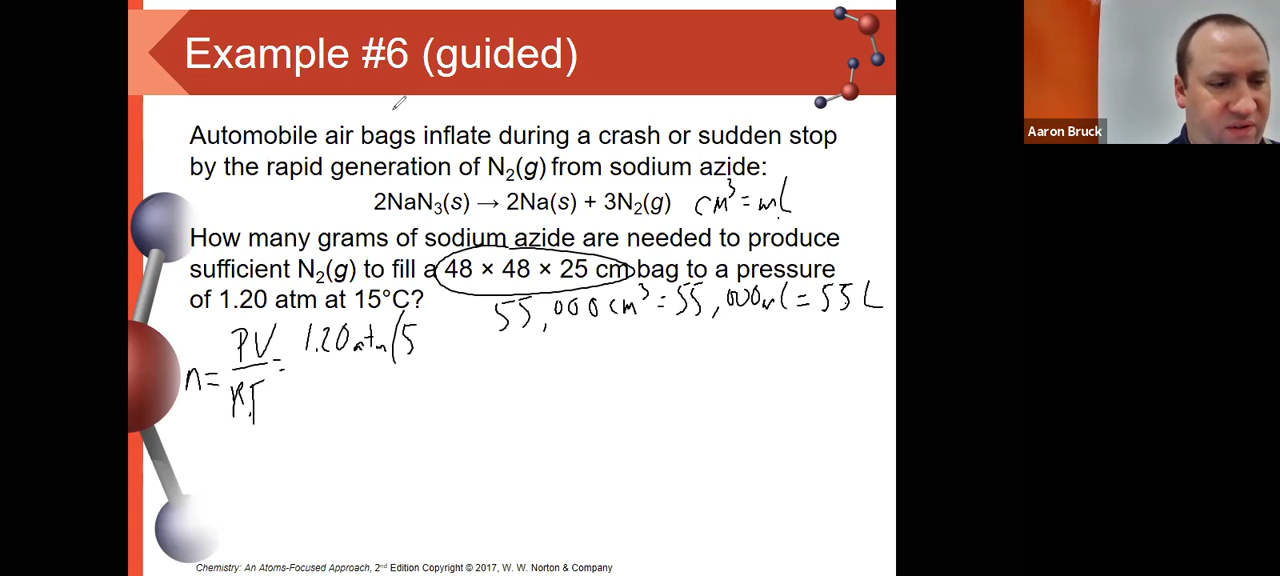 Example #6 (guided)
Aaron Bruck
Automobile air bags inflate during a crash or sudden stop
by the rapid generation of N₂(g) from sodium azide:
2NaN₃(s) → 2Na(s) + 3N₂(g) cm³ = mL
How many grams of sodium azide are needed to produce
sufficient N₂(g) to fill a 48 × 48 × 25 cm bag to a pressure
of 1.20 atm at 15°C? 55,000 cm³ = 55,000 mL = 55 L
n = PV/RT = 1.20 atm (5
Chemistry: An Atoms-Focused Approach, 2nd Edition Copyright © 2017, W. W. Norton & Company